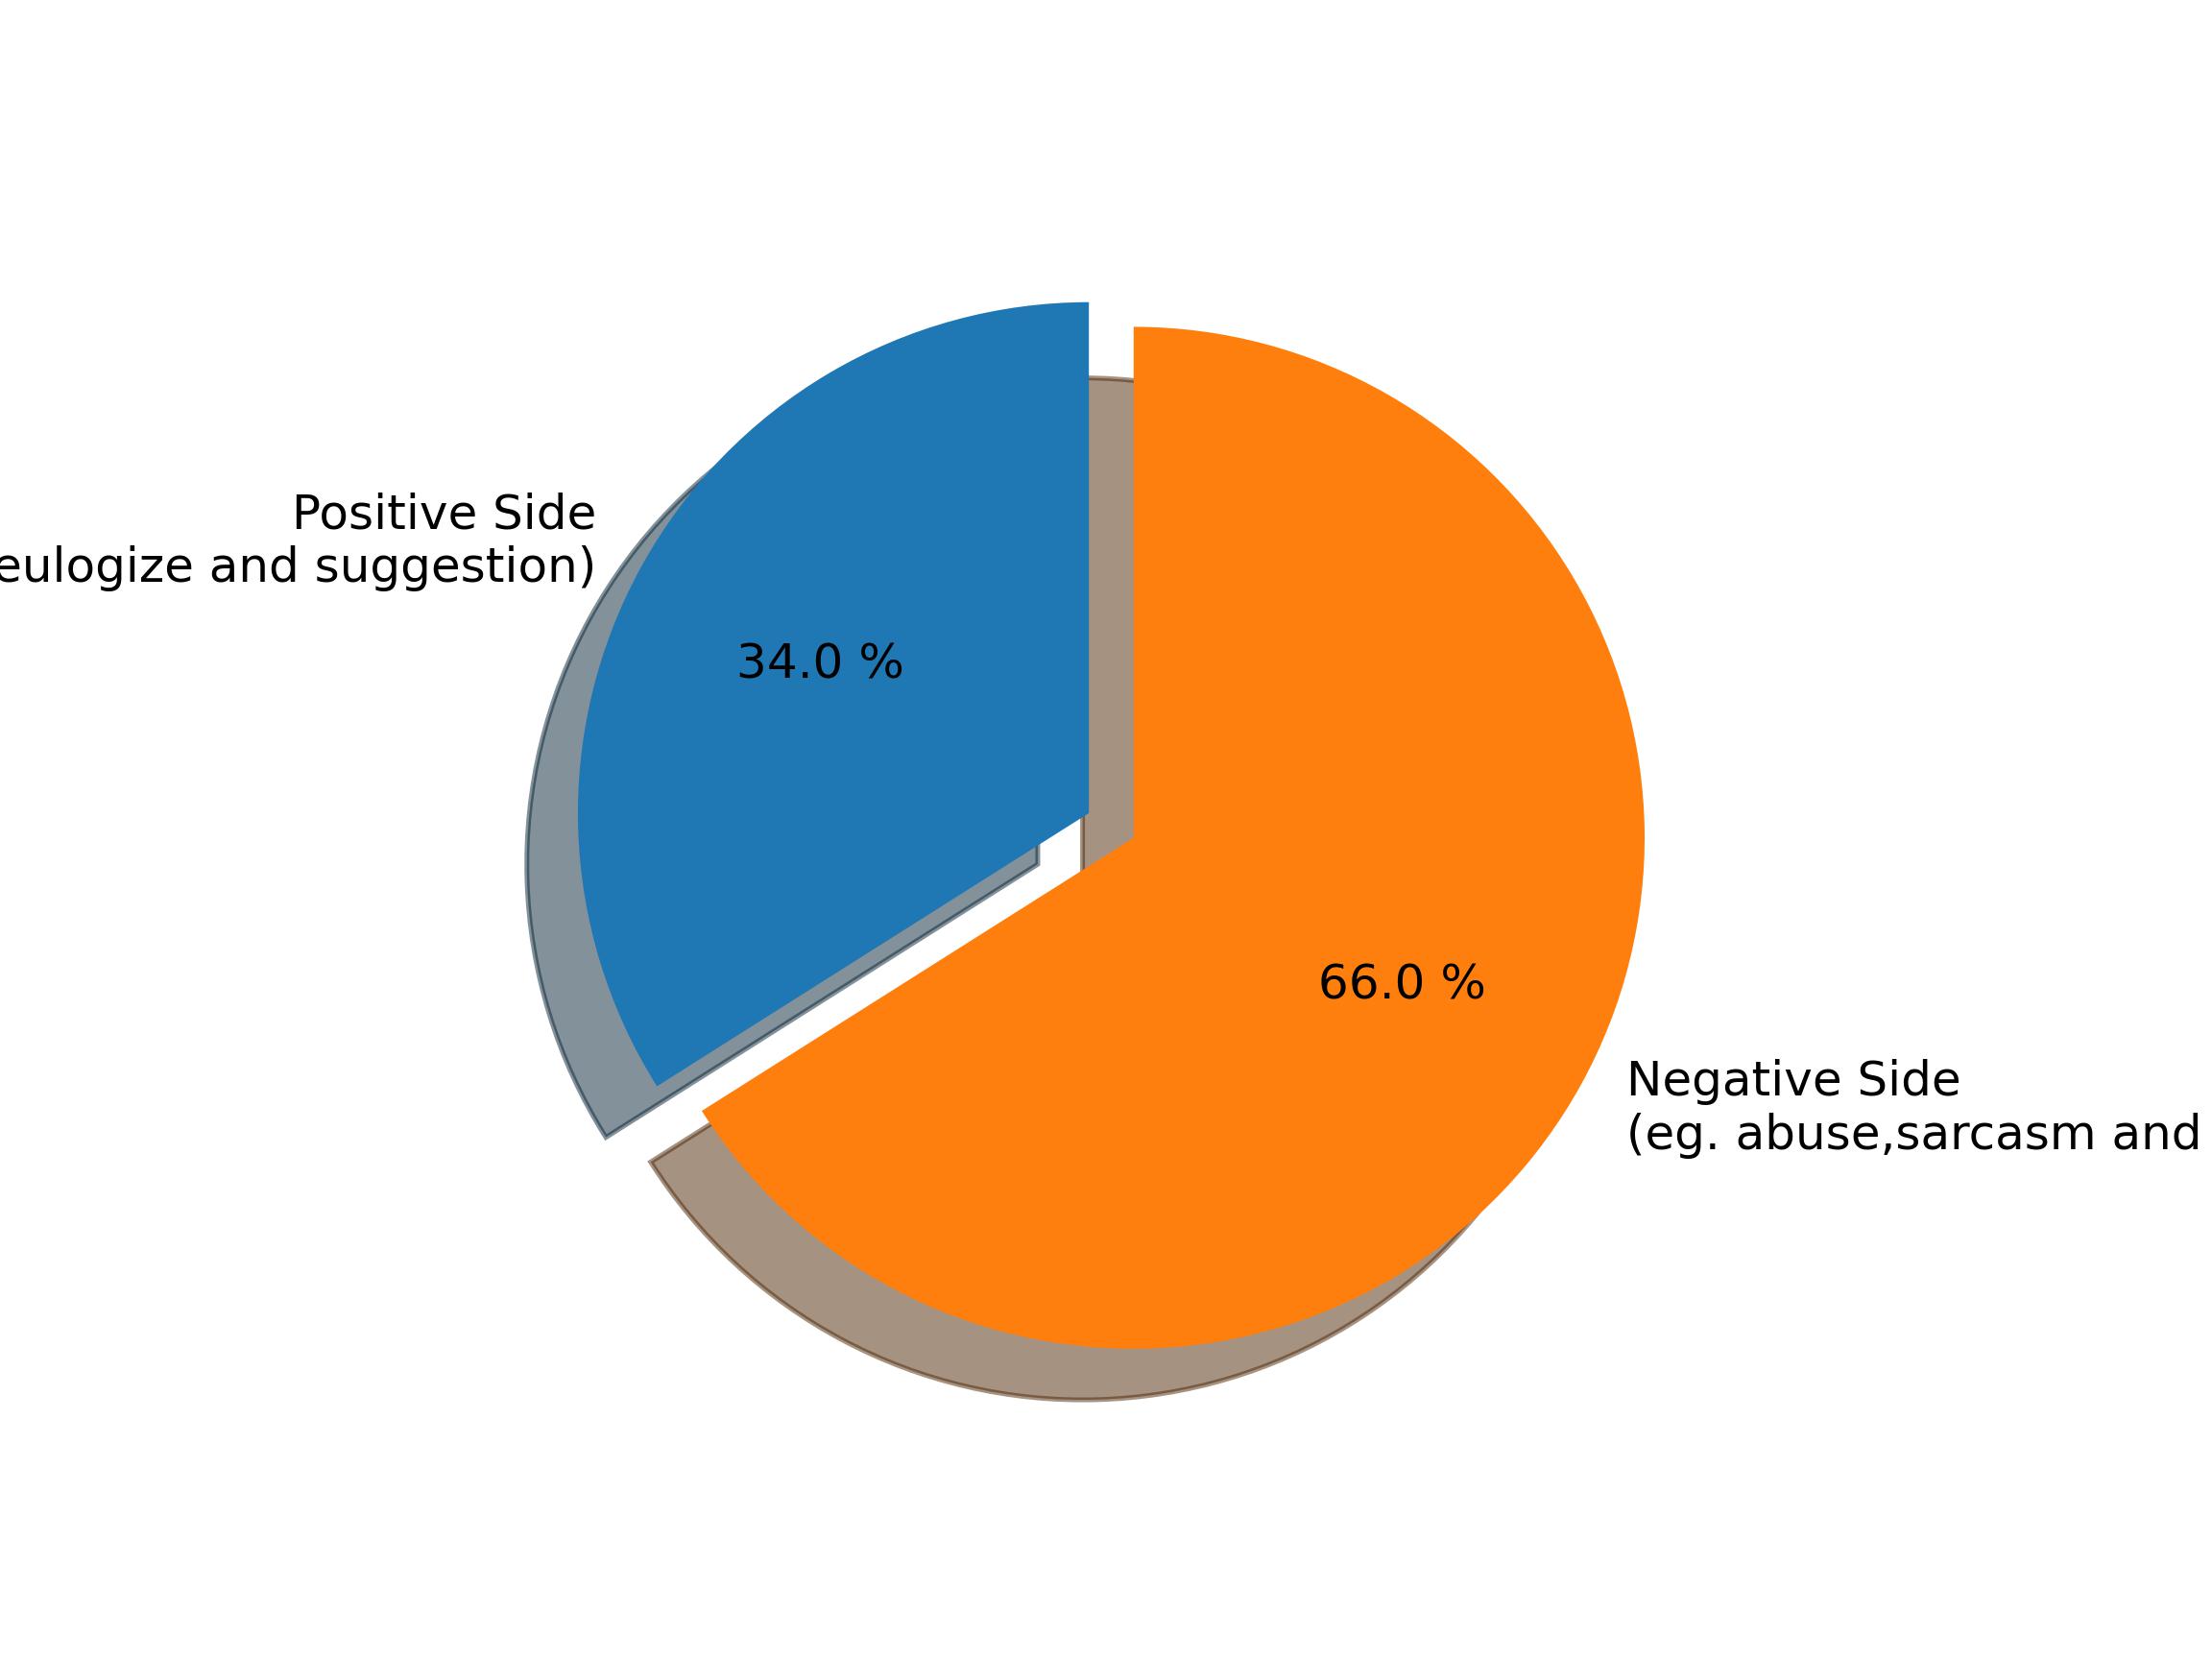 Positive Side
eulogize and suggestion)
34.0 %
66.0 %
Negative Side
(eg. abuse,sarcasm and